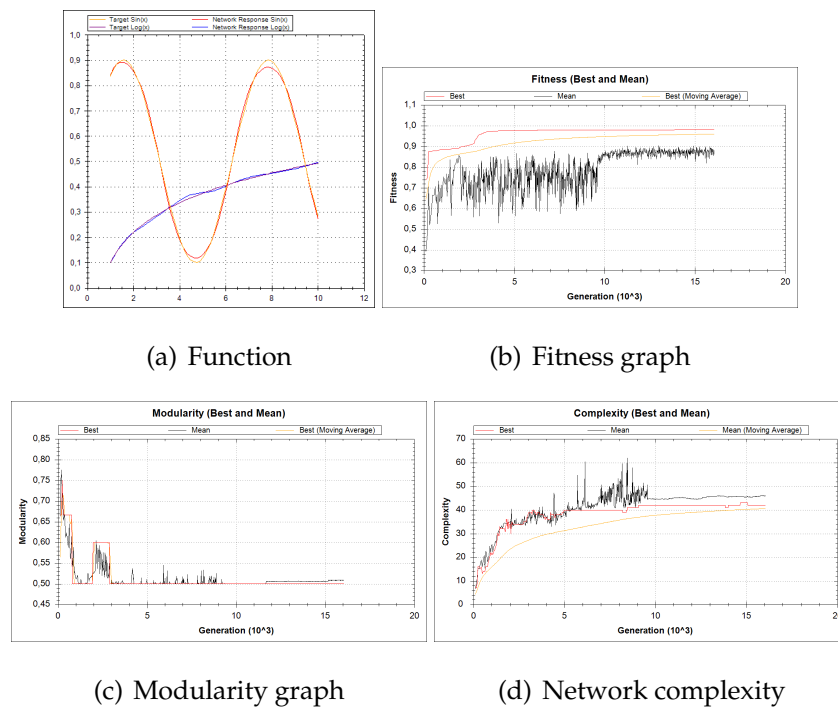 Target Sin(x) Network Response Sin(x)
Target Log(x) Network Response Log(x)
1,0
0,9
0,8
0,7
0,6
0,5
0,4
0,3
0,2
0,1
0,0
0 2 4 6 8 10 12
(a) Function
Fitness (Best and Mean)
Best Mean Best (Moving Average)
1,1
1,0
0,9
0,8
0,7
0,6
0,5
0,4
0,3
Fitness
0 5 10 15 20
Generation (10^3)
(b) Fitness graph
Modularity (Best and Mean)
Best Mean Best (Moving Average)
0,85
0,80
0,75
0,70
0,65
0,60
0,55
0,50
0,45
Modularity
0 5 10 15 20
Generation (10^3)
(c) Modularity graph
Complexity (Best and Mean)
Best Mean Mean (Moving Average)
70
60
50
40
30
20
10
0
Complexity
0 5 10 15 20
Generation (10^3)
(d) Network complexity